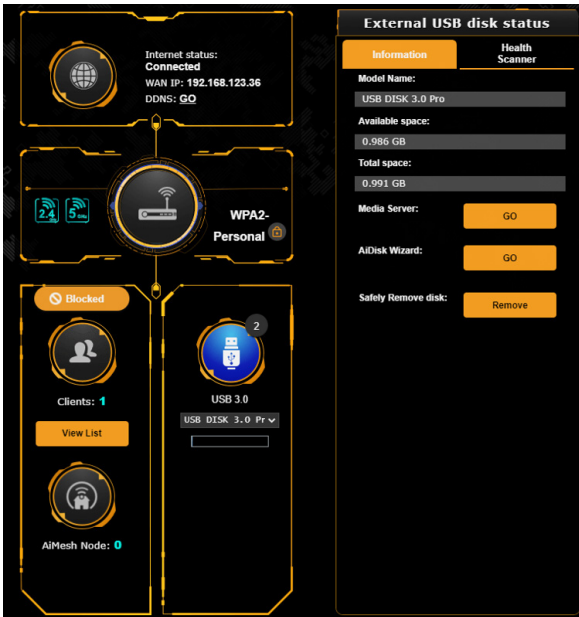 Internet status:
Connected
WAN IP: 192.168.123.36
DDNS: GO
2.4 GHz
5 GHz
WPA2-
Personal
Blocked
Clients: 1
View List
AiMesh Node: 0
2
USB 3.0
USB DISK 3.0 Pr
External USB disk status
Information
Health
Scanner
Model Name:
USB DISK 3.0 Pro
Available space:
0.986 GB
Total space:
0.991 GB
Media Server:
GO
AiDisk Wizard:
GO
Safely Remove disk:
Remove